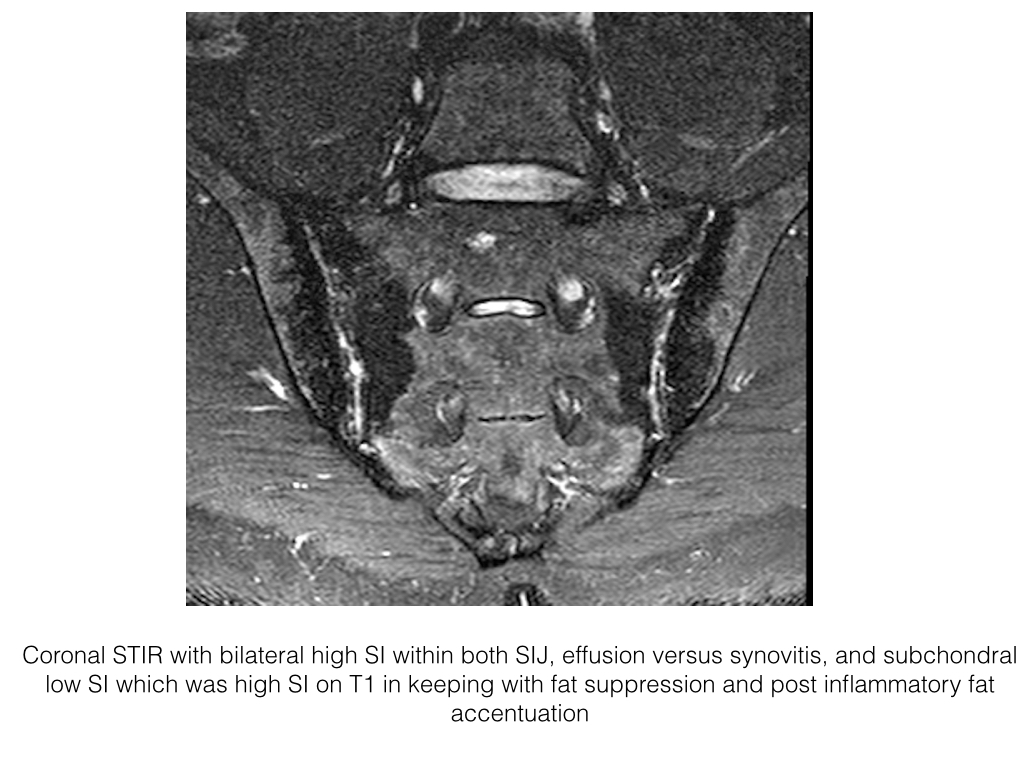 Coronal STIR with bilateral high SI within both SIJ, effusion versus synovitis, and subchondral
low SI which was high SI on T1 in keeping with fat suppression and post inflammatory fat
accentuation